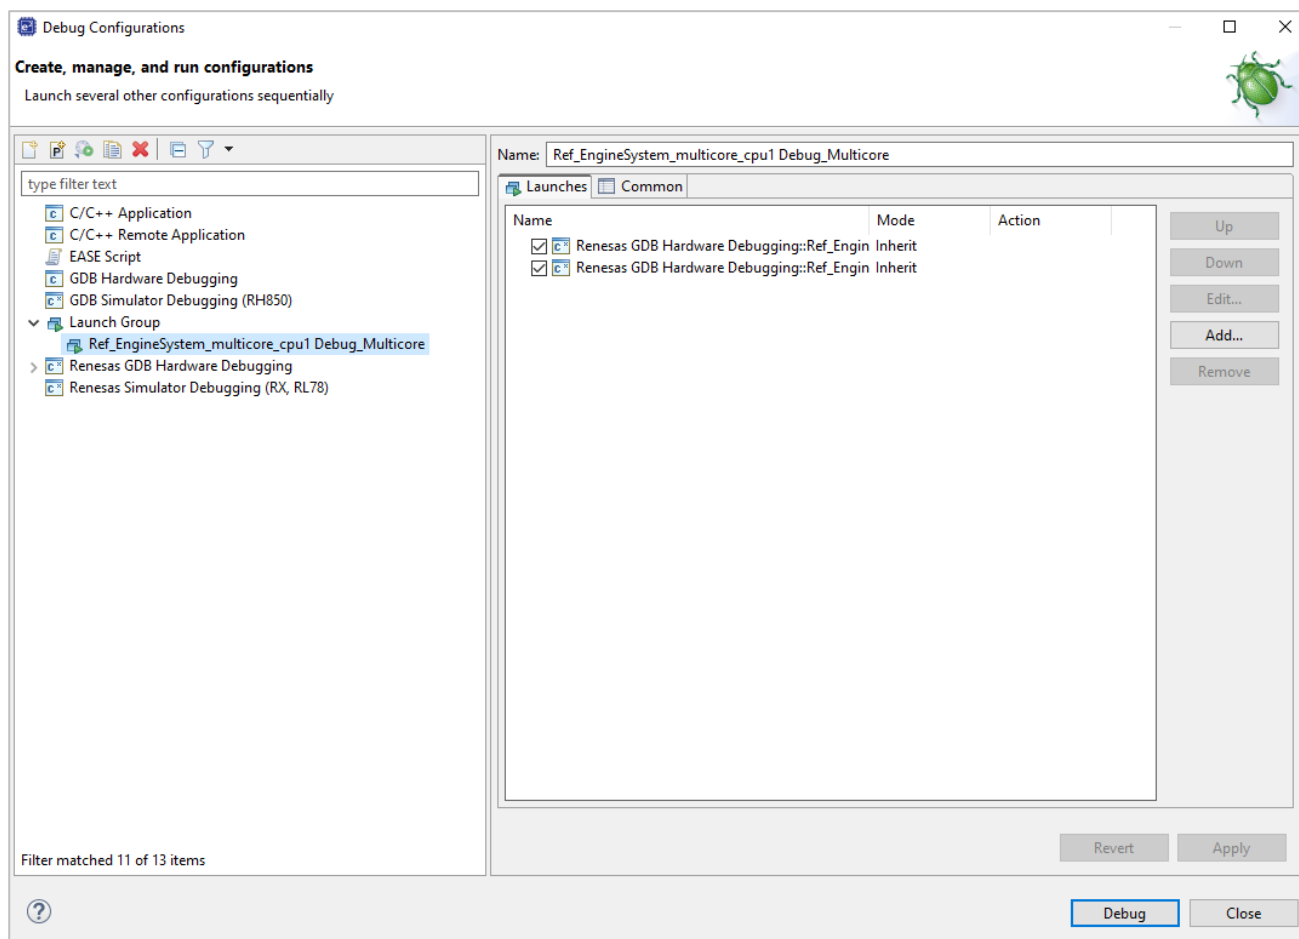 Debug Configurations
Create, manage, and run configurations
Launch several other configurations sequentially
type filter text
C/C++ Application
C/C++ Remote Application
EASE Script
GDB Hardware Debugging
GDB Simulator Debugging (RH850)
Launch Group
Ref_EngineSystem_multicore_cpu1 Debug_Multicore
Renesas GDB Hardware Debugging
Renesas Simulator Debugging (RX, RL78)
Filter matched 11 of 13 items
Name: Ref_EngineSystem_multicore_cpu1 Debug_Multicore
Launches Common
Name Mode Action
Renesas GDB Hardware Debugging::Ref_Engin Inherit
Renesas GDB Hardware Debugging::Ref_Engin Inherit
Up
Down
Edit...
Add...
Remove
Revert Apply
Debug Close